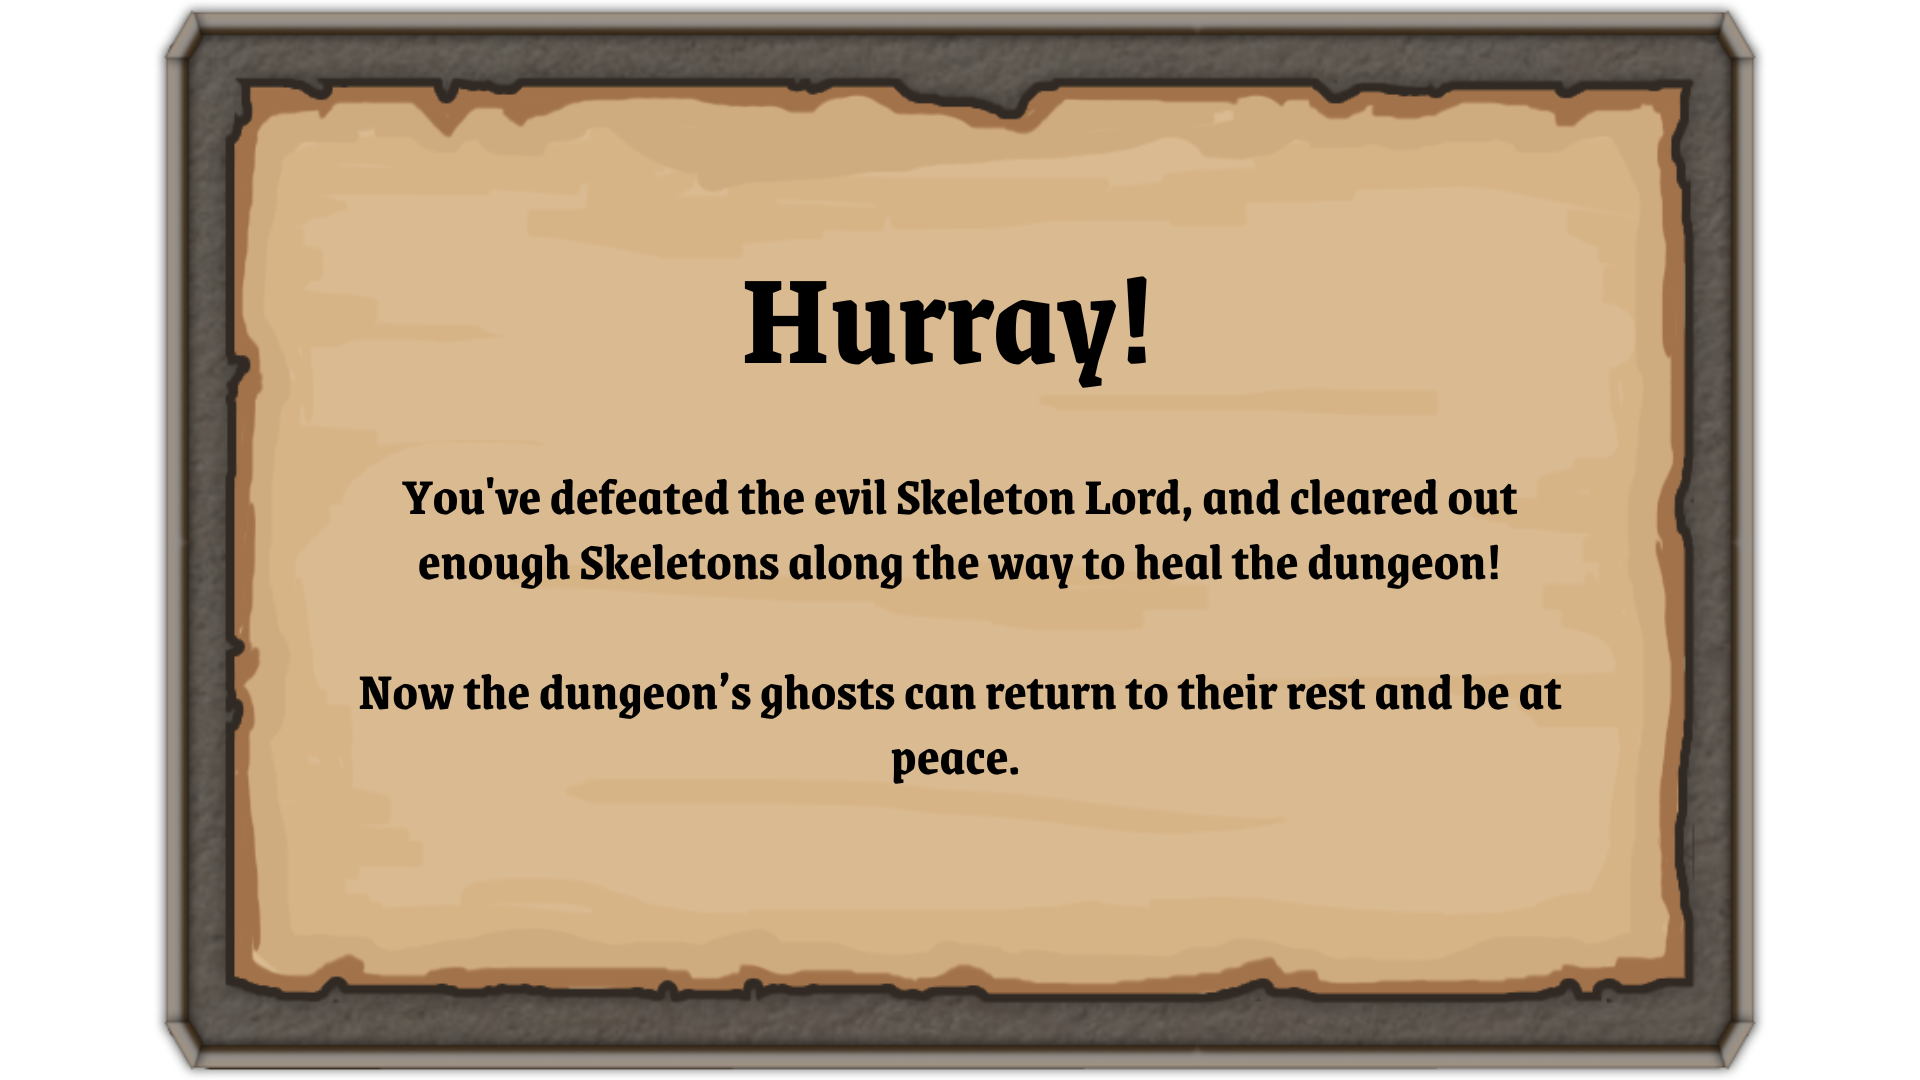 Hurray!
You've defeated the evil Skeleton Lord, and cleared out
enough Skeletons along the way to heal the dungeon!
Now the dungeon’s ghosts can return to their rest and be at
peace.